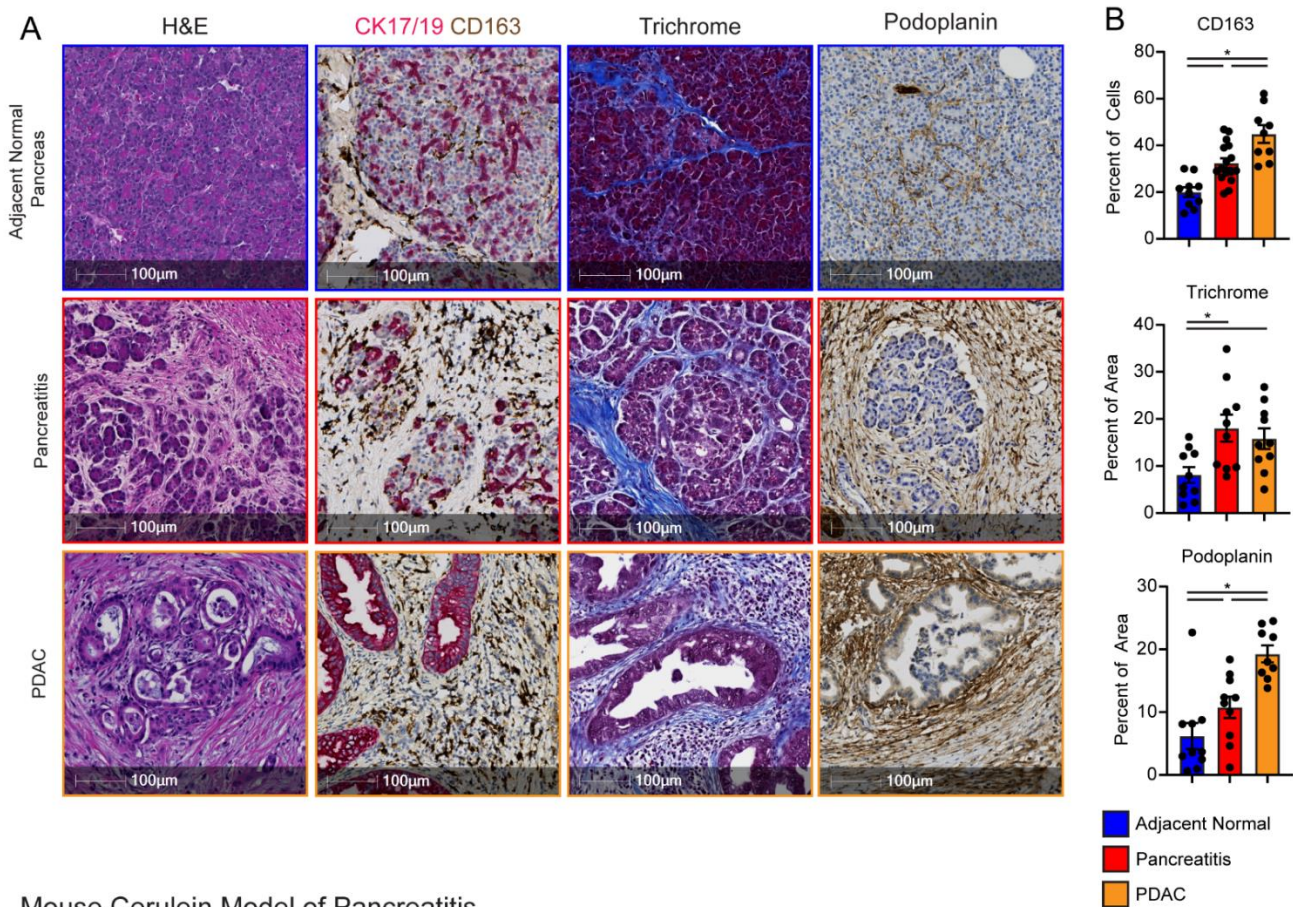 A
H&E
CK17/19 CD163
Trichrome
Podoplanin
Adjacent Normal
Pancreas
100μm
100μm
100μm
100μm
Pancreatitis
100μm
100μm
100μm
100μm
PDAC
100μm
100μm
100μm
100μm
B
CD163
*
Percent of Cells
80
60
40
20
0
Trichrome
*
Percent of Area
40
30
20
10
0
Podoplanin
*
Percent of Area
30
20
10
0
Adjacent Normal
Pancreatitis
PDAC
Mouse Cerulein Model of Pancreatitis